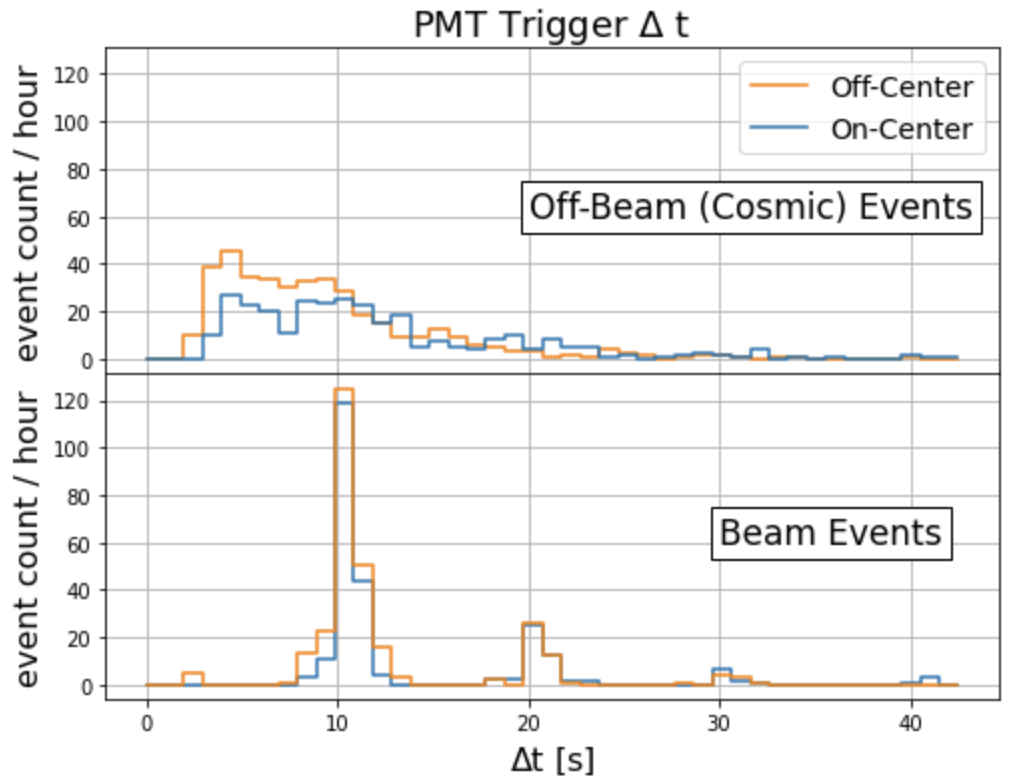 PMT Trigger Δ t
event count / hour
120
100
80
60
40
20
0
Off-Center
On-Center
Off-Beam (Cosmic) Events
event count / hour
120
100
80
60
40
20
0
Beam Events
0 10 20 30 40
Δt [s]